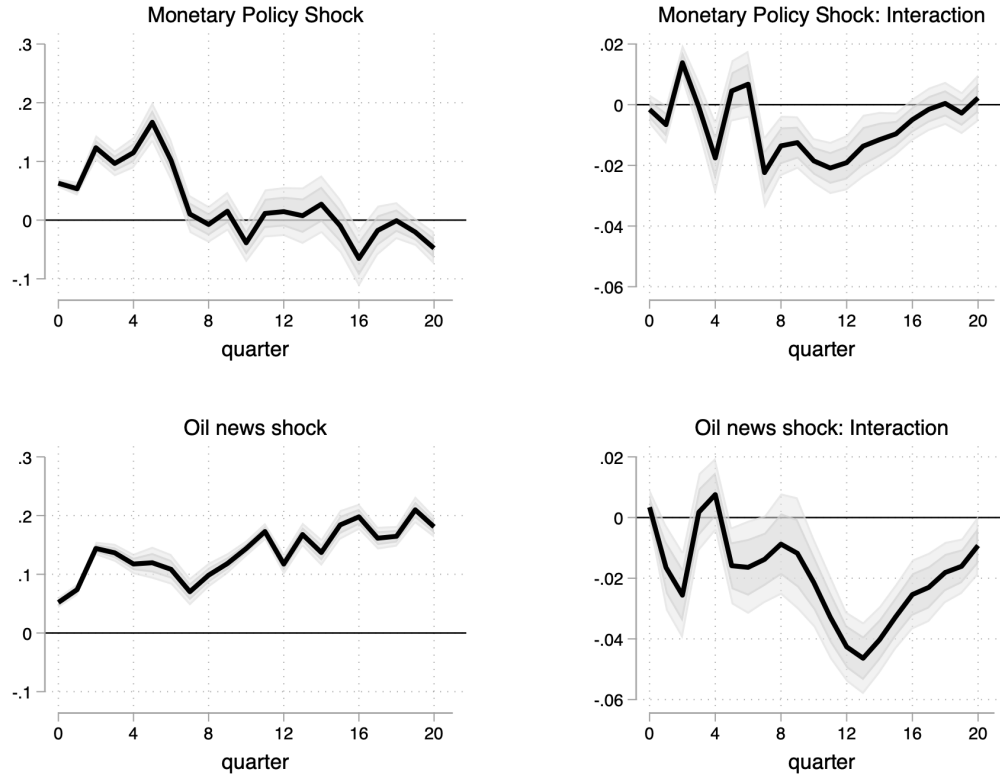 Monetary Policy Shock
.3
.2
.1
0
-.1
0 4 8 12 16 20
quarter
Monetary Policy Shock: Interaction
.02
0
-.02
-.04
-.06
0 4 8 12 16 20
quarter
Oil news shock
.3
.2
.1
0
-.1
0 4 8 12 16 20
quarter
Oil news shock: Interaction
.02
0
-.02
-.04
-.06
0 4 8 12 16 20
quarter